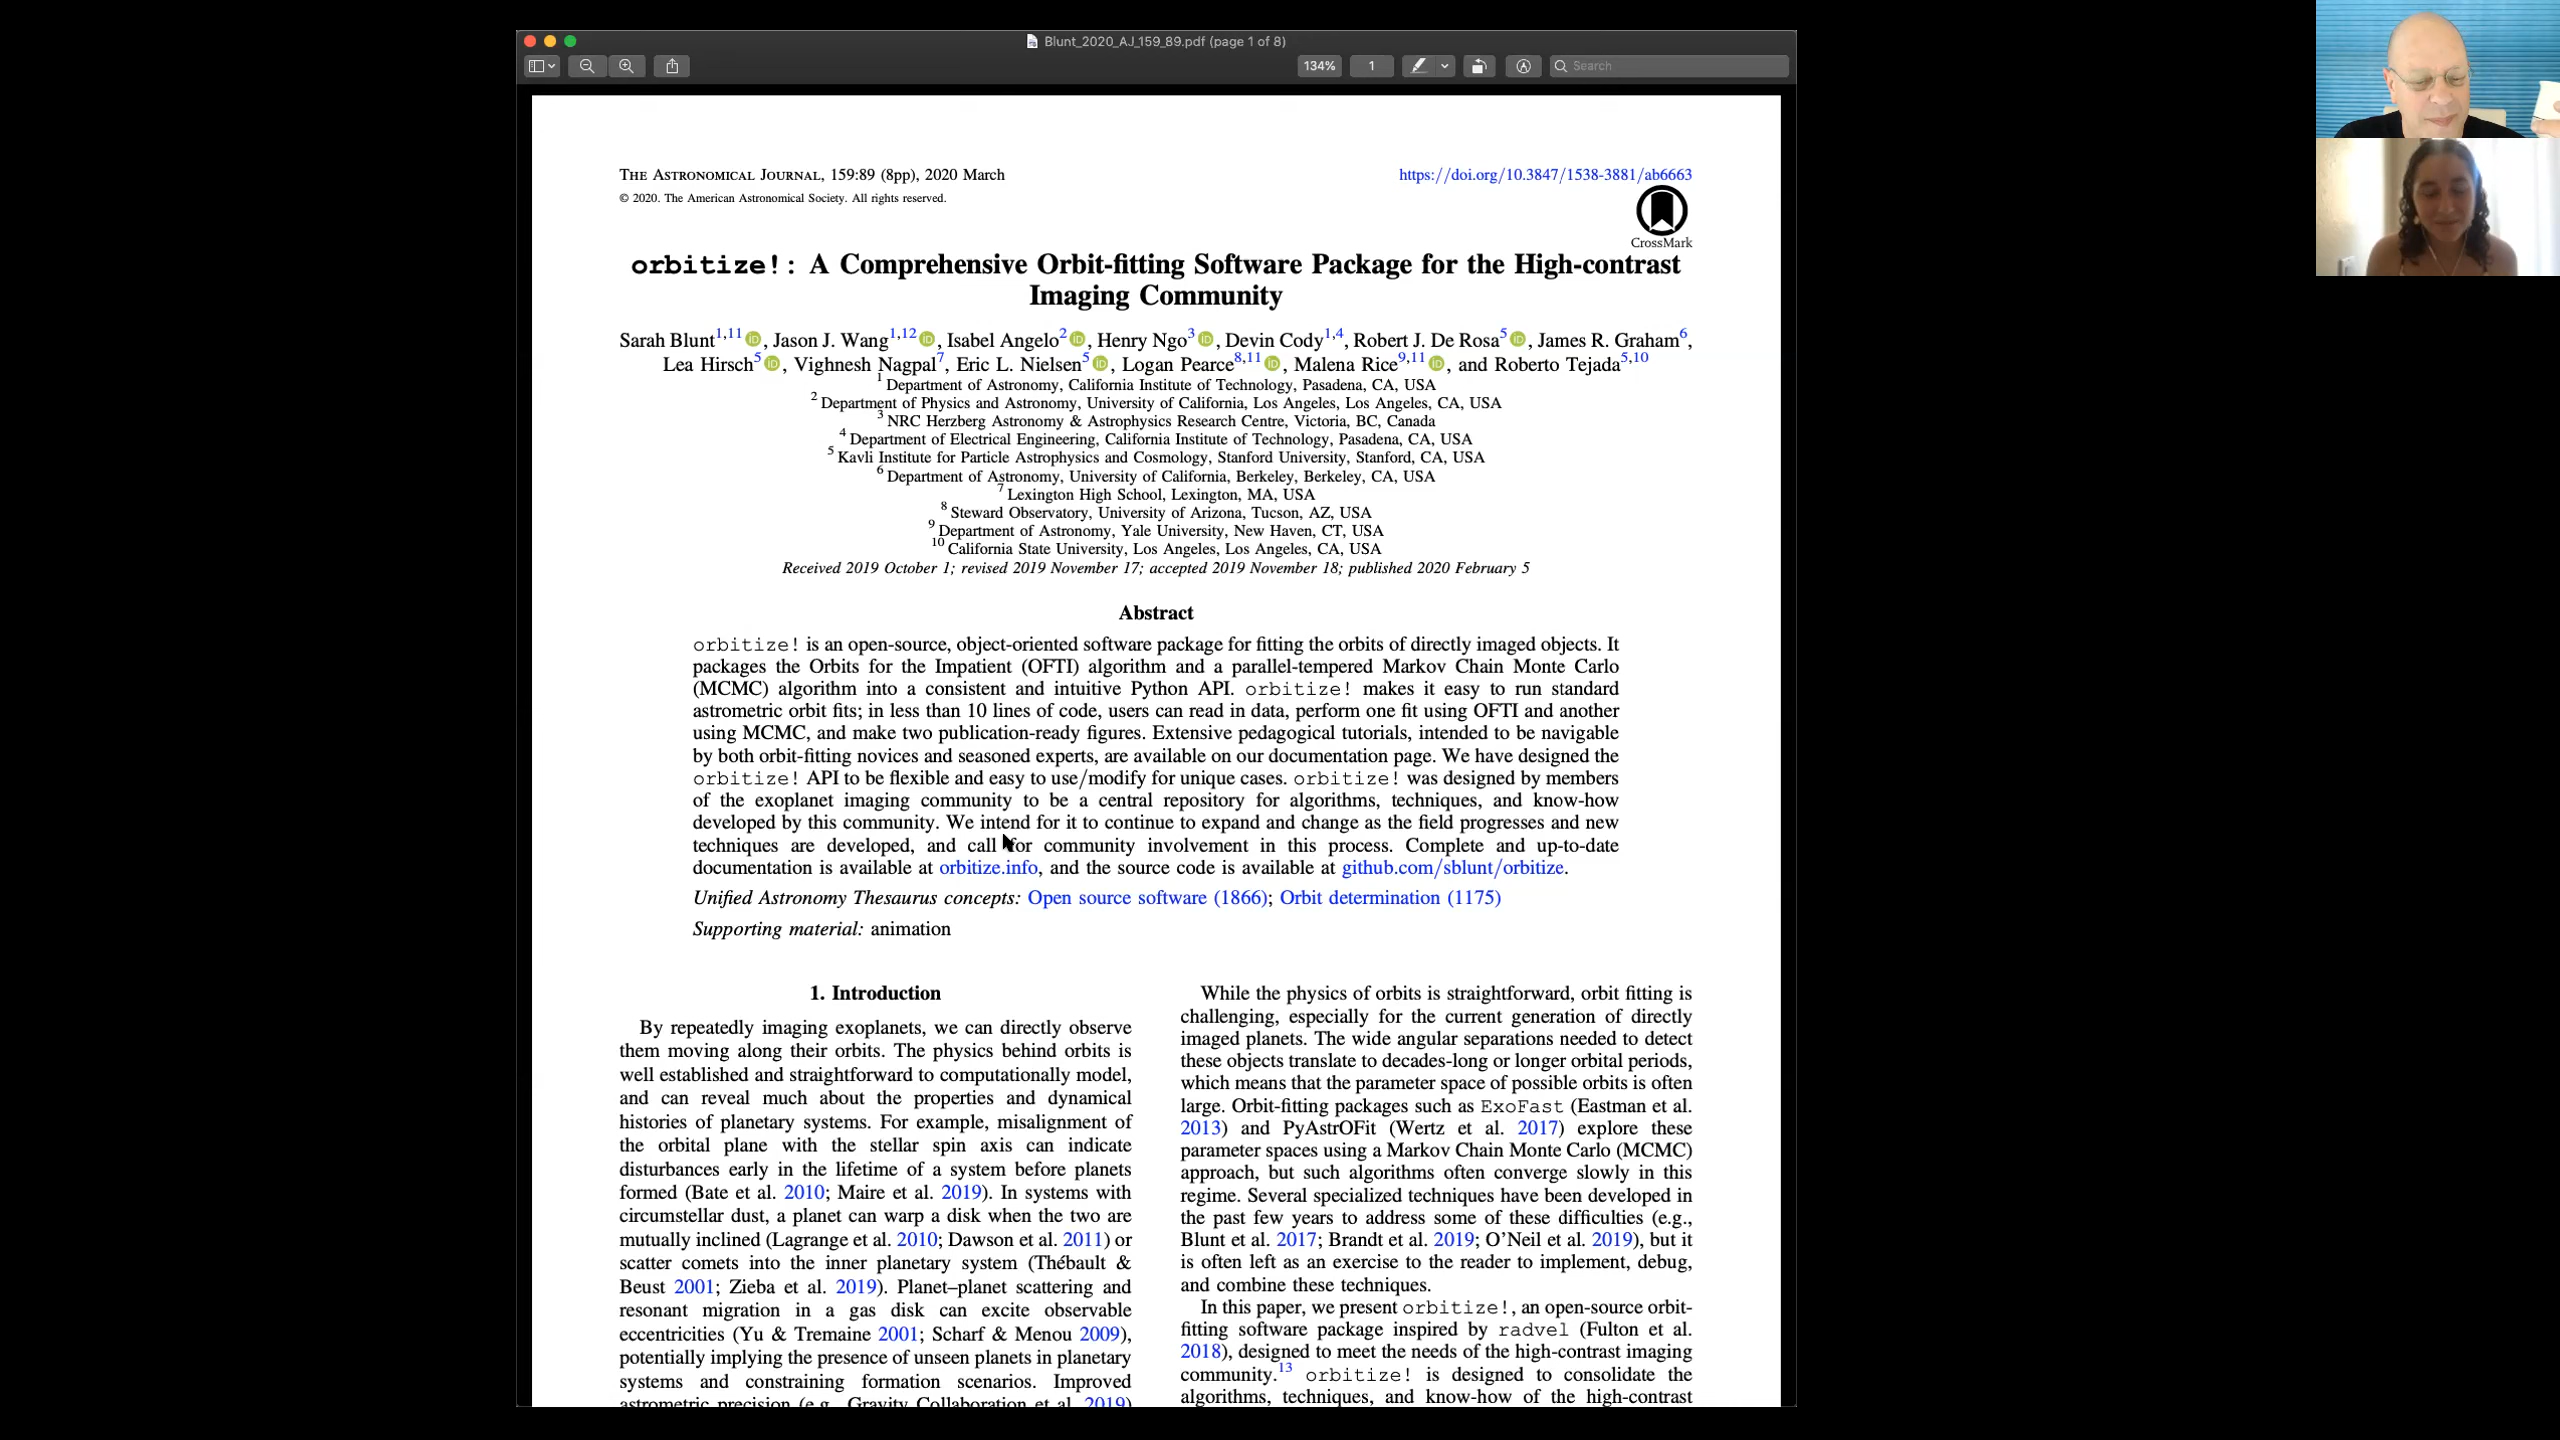 Blunt_2020_AJ_159_89.pdf (page 1 of 8)
134%
1
Search
THE ASTRONOMICAL JOURNAL, 159:89 (8pp), 2020 March
https://doi.org/10.3847/1538-3881/ab6663
© 2020. The American Astronomical Society. All rights reserved.
CrossMark
orbitize!: A Comprehensive Orbit-fitting Software Package for the High-contrast
Imaging Community
Sarah Blunt1,11, Jason J. Wang1,12, Isabel Angelo2, Henry Ngo3, Devin Cody1,4, Robert J. De Rosa5, James R. Graham6,
Lea Hirsch5, Vighnesh Nagpal7, Eric L. Nielsen5, Logan Pearce8,11, Malena Rice9,11, and Roberto Tejada5,10
1 Department of Astronomy, California Institute of Technology, Pasadena, CA, USA
2 Department of Physics and Astronomy, University of California, Los Angeles, Los Angeles, CA, USA
3 NRC Herzberg Astronomy & Astrophysics Research Centre, Victoria, BC, Canada
4 Department of Electrical Engineering, California Institute of Technology, Pasadena, CA, USA
5 Kavli Institute for Particle Astrophysics and Cosmology, Stanford University, Stanford, CA, USA
6 Department of Astronomy, University of California, Berkeley, Berkeley, CA, USA
7 Lexington High School, Lexington, MA, USA
8 Steward Observatory, University of Arizona, Tucson, AZ, USA
9 Department of Astronomy, Yale University, New Haven, CT, USA
10 California State University, Los Angeles, Los Angeles, CA, USA
Received 2019 October 1; revised 2019 November 17; accepted 2019 November 18; published 2020 February 5
Abstract
orbitize! is an open-source, object-oriented software package for fitting the orbits of directly imaged objects. It
packages the Orbits for the Impatient (OFTI) algorithm and a parallel-tempered Markov Chain Monte Carlo
(MCMC) algorithm into a consistent and intuitive Python API. orbitize! makes it easy to run standard
astrometric orbit fits; in less than 10 lines of code, users can read in data, perform one fit using OFTI and another
using MCMC, and make two publication-ready figures. Extensive pedagogical tutorials, intended to be navigable
by both orbit-fitting novices and seasoned experts, are available on our documentation page. We have designed the
orbitize! API to be flexible and easy to use/modify for unique cases. orbitize! was designed by members
of the exoplanet imaging community to be a central repository for algorithms, techniques, and know-how
developed by this community. We intend for it to continue to expand and change as the field progresses and new
techniques are developed, and call for community involvement in this process. Complete and up-to-date
documentation is available at orbitize.info, and the source code is available at github.com/sblunt/orbitize.
Unified Astronomy Thesaurus concepts: Open source software (1866); Orbit determination (1175)
Supporting material: animation
1. Introduction
By repeatedly imaging exoplanets, we can directly observe
them moving along their orbits. The physics behind orbits is
well established and straightforward to computationally model,
and can reveal much about the properties and dynamical
histories of planetary systems. For example, misalignment of
the orbital plane with the stellar spin axis can indicate
disturbances early in the lifetime of a system before planets
formed (Bate et al. 2010; Maire et al. 2019). In systems with
circumstellar dust, a planet can warp a disk when the two are
mutually inclined (Lagrange et al. 2010; Dawson et al. 2011) or
scatter comets into the inner planetary system (Thébault &
Beust 2001; Zieba et al. 2019). Planet–planet scattering and
resonant migration in a gas disk can excite observable
eccentricities (Yu & Tremaine 2001; Scharf & Menou 2009),
potentially implying the presence of unseen planets in planetary
systems and constraining formation scenarios. Improved
astrometric precision (e.g., Gravity Collaboration et al. 2019)
While the physics of orbits is straightforward, orbit fitting is
challenging, especially for the current generation of directly
imaged planets. The wide angular separations needed to detect
these objects translate to decades-long or longer orbital periods,
which means that the parameter space of possible orbits is often
large. Orbit-fitting packages such as ExoFast (Eastman et al.
2013) and PyAstrOFit (Wertz et al. 2017) explore these
parameter spaces using a Markov Chain Monte Carlo (MCMC)
approach, but such algorithms often converge slowly in this
regime. Several specialized techniques have been developed in
the past few years to address some of these difficulties (e.g.,
Blunt et al. 2017; Brandt et al. 2019; O'Neil et al. 2019), but it
is often left as an exercise to the reader to implement, debug,
and combine these techniques.
In this paper, we present orbitize!, an open-source orbit-
fitting software package inspired by radvel (Fulton et al.
2018), designed to meet the needs of the high-contrast imaging
community.13 orbitize! is designed to consolidate the
algorithms, techniques, and know-how of the high-contrast